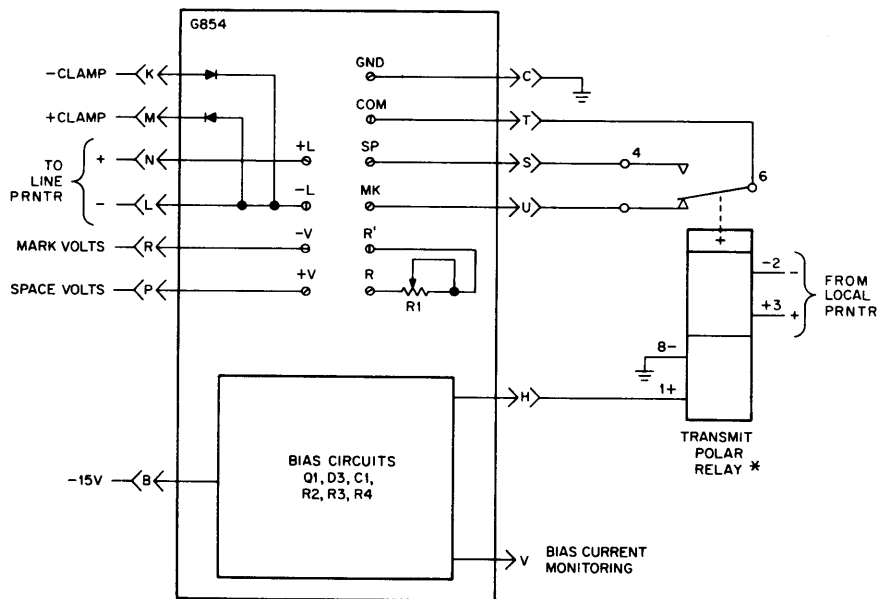 G854
-CLAMP
K
GND
C
+CLAMP
M
COM
T
TO
LINE
PRNTR
+
N
+L
SP
S
4
-
L
-L
MK
U
6
MARK VOLTS
R
-V
R'
SPACE VOLTS
P
+V
R
R1
+
-2
-
+3
+
FROM
LOCAL
PRNTR
8-
1+
H
TRANSMIT
POLAR
RELAY *
-15V
B
BIAS CIRCUITS
Q1, D3, C1,
R2, R3, R4
V
BIAS CURRENT
MONITORING